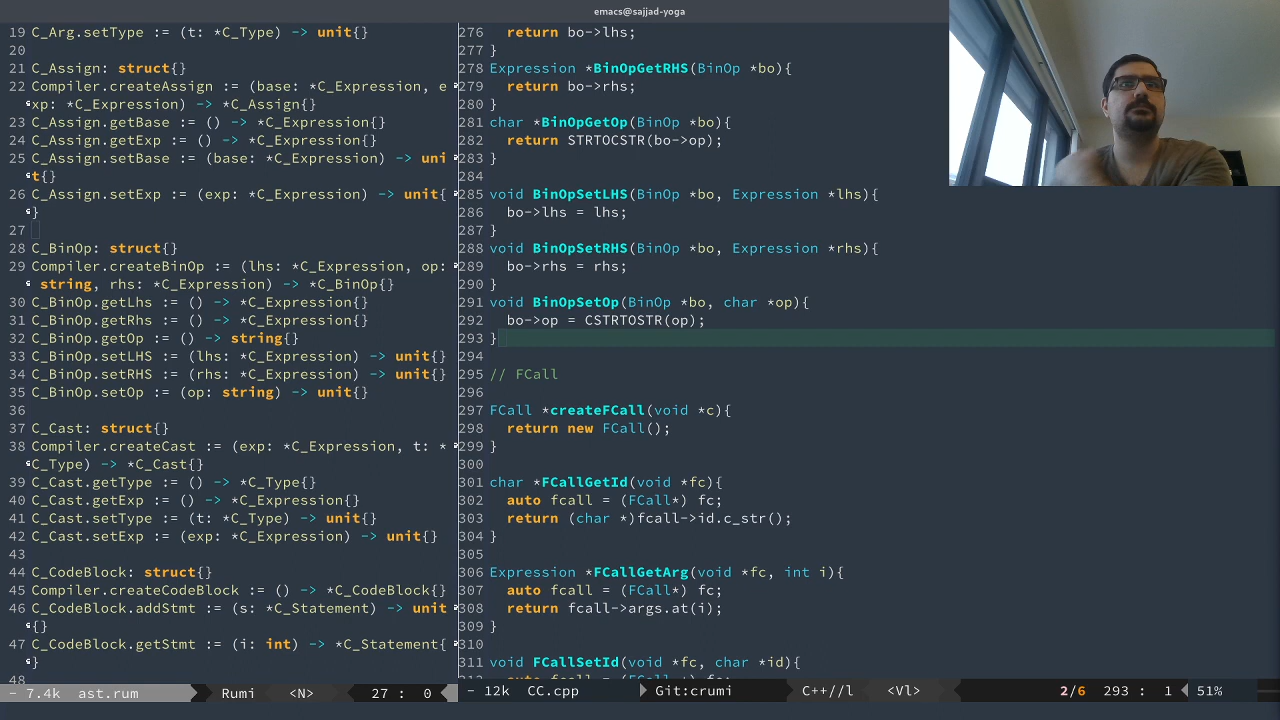 emacs@sajjad-yoga
19 C_Arg.setType := (t: *C_Type) -> unit{}
20
21 C_Assign: struct{}
22 Compiler.createAssign := (base: *C_Expression, e
xp: *C_Expression) -> *C_Assign{}
23 C_Assign.getBase := () -> *C_Expression{}
24 C_Assign.getExp := () -> *C_Expression{}
25 C_Assign.setBase := (base: *C_Expression) -> uni
t{}
26 C_Assign.setExp := (exp: *C_Expression) -> unit{
}
27
28 C_BinOp: struct{}
29 Compiler.createBinOp := (lhs: *C_Expression, op:
 string, rhs: *C_Expression) -> *C_BinOp{}
30 C_BinOp.getLhs := () -> *C_Expression{}
31 C_BinOp.getRhs := () -> *C_Expression{}
32 C_BinOp.getOp := () -> string{}
33 C_BinOp.setLHS := (lhs: *C_Expression) -> unit{}
34 C_BinOp.setRHS := (rhs: *C_Expression) -> unit{}
35 C_BinOp.setOp := (op: string) -> unit{}
36
37 C_Cast: struct{}
38 Compiler.createCast := (exp: *C_Expression, t: *
C_Type) -> *C_Cast{}
39 C_Cast.getType := () -> *C_Type{}
40 C_Cast.getExp := () -> *C_Expression{}
41 C_Cast.setType := (t: *C_Type) -> unit{}
42 C_Cast.setExp := (exp: *C_Expression) -> unit{}
43
44 C_CodeBlock: struct{}
45 Compiler.createCodeBlock := () -> *C_CodeBlock{}
46 C_CodeBlock.addStmt := (s: *C_Statement) -> unit
{}
47 C_CodeBlock.getStmt := (i: int) -> *C_Statement{
}
48
- 7.4k ast.rum Rumi <N> 27 : 0
276   return bo->lhs;
277 }
278 Expression *BinOpGetRHS(BinOp *bo){
279   return bo->rhs;
280 }
281 char *BinOpGetOp(BinOp *bo){
282   return STRTOCSTR(bo->op);
283 }
284
285 void BinOpSetLHS(BinOp *bo, Expression *lhs){
286   bo->lhs = lhs;
287 }
288 void BinOpSetRHS(BinOp *bo, Expression *rhs){
289   bo->rhs = rhs;
290 }
291 void BinOpSetOp(BinOp *bo, char *op){
292   bo->op = CSTRTOSTR(op);
293 }
294
295 // FCall
296
297 FCall *createFCall(void *c){
298   return new FCall();
299 }
300
301 char *FCallGetId(void *fc){
302   auto fcall = (FCall*) fc;
303   return (char *)fcall->id.c_str();
304 }
305
306 Expression *FCallGetArg(void *fc, int i){
307   auto fcall = (FCall*) fc;
308   return fcall->args.at(i);
309 }
310
311 void FCallSetId(void *fc, char *id){
- 12k CC.cpp Git:crumi C++//l <Vl> 2/6 293 : 1 51%